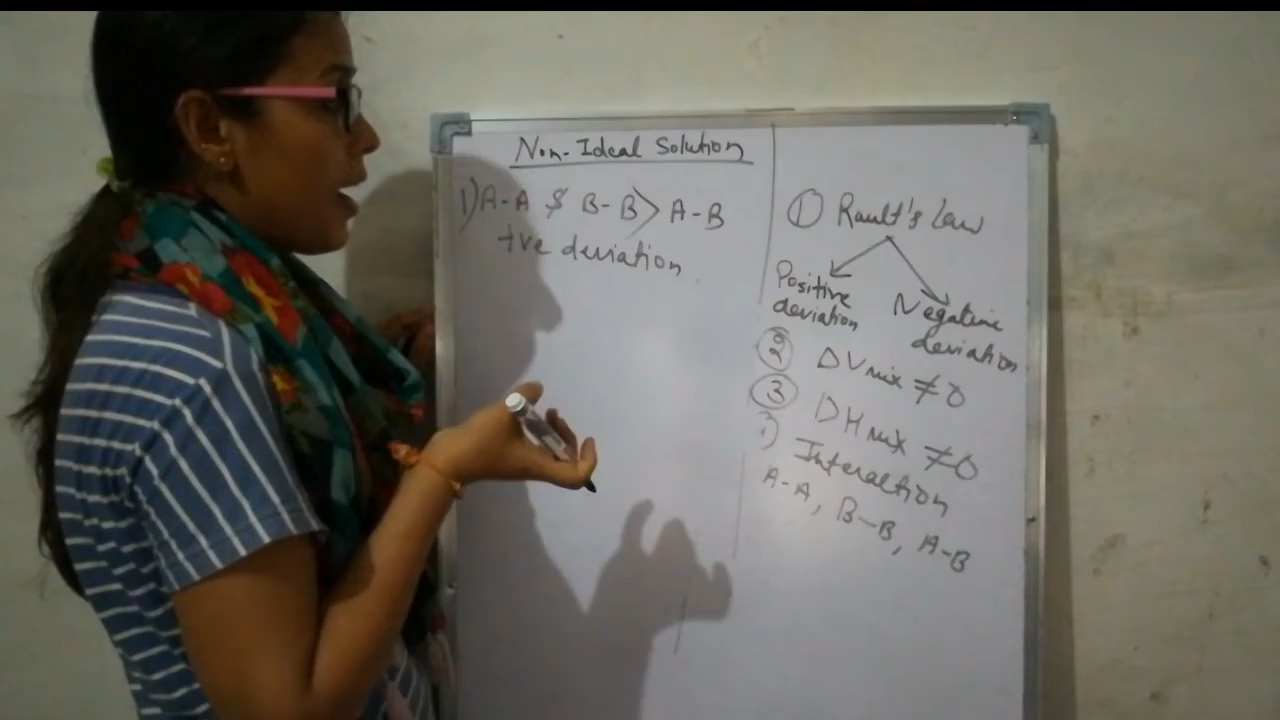 Non-Ideal Solution
1) A-A $ B-B > A-B
+ve deviation
① Rault's Law
Positive deviation
Negative deviation
② ΔVmix ≠ 0
③ DHmix ≠ 0
i) Interaction
A-A, B-B, A-B